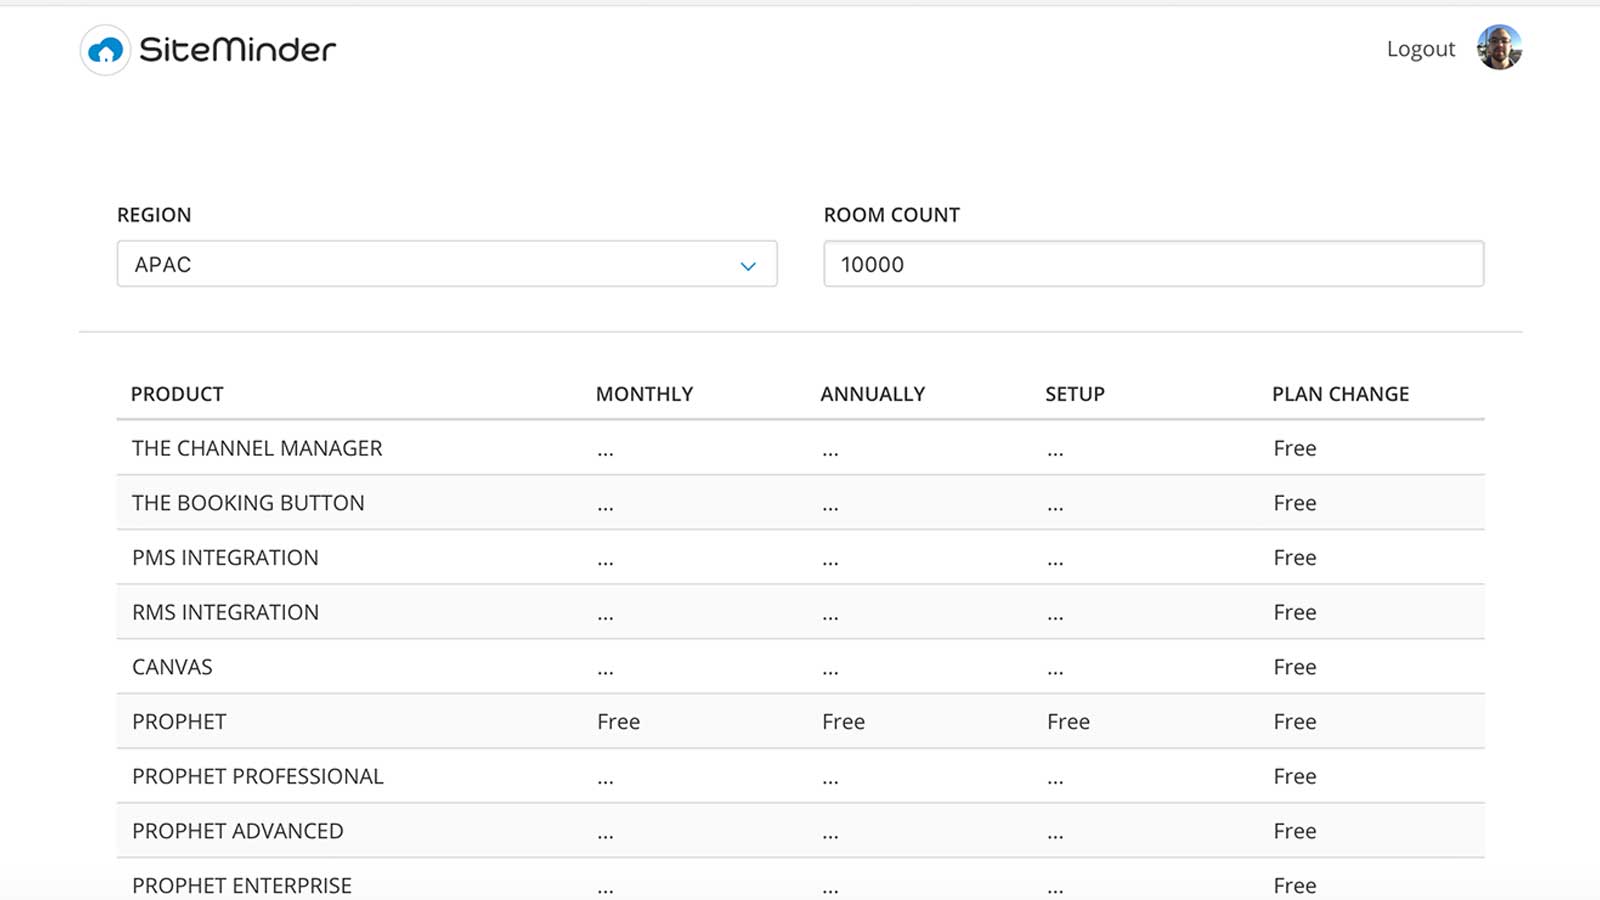 SiteMinder
Logout
REGION ROOM COUNT
APAC 10000
PRODUCT MONTHLY ANNUALLY SETUP PLAN CHANGE
THE CHANNEL MANAGER ... ... ... Free
THE BOOKING BUTTON ... ... ... Free
PMS INTEGRATION ... ... ... Free
RMS INTEGRATION ... ... ... Free
CANVAS ... ... ... Free
PROPHET Free Free Free Free
PROPHET PROFESSIONAL ... ... ... Free
PROPHET ADVANCED ... ... ... Free
PROPHET ENTERPRISE ... ... ... Free